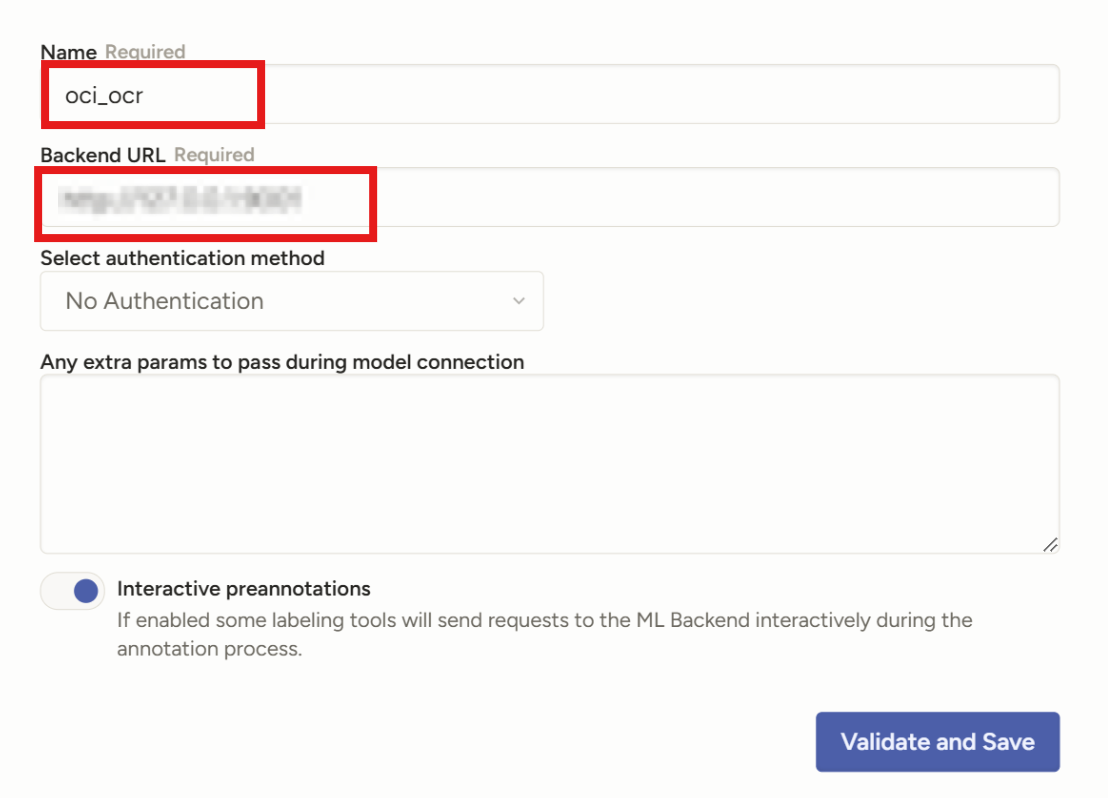 Name Required
oci_ocr
Backend URL Required
Select authentication method
No Authentication
Any extra params to pass during model connection
Interactive preannotations
If enabled some labeling tools will send requests to the ML Backend interactively during the
annotation process.
Validate and Save